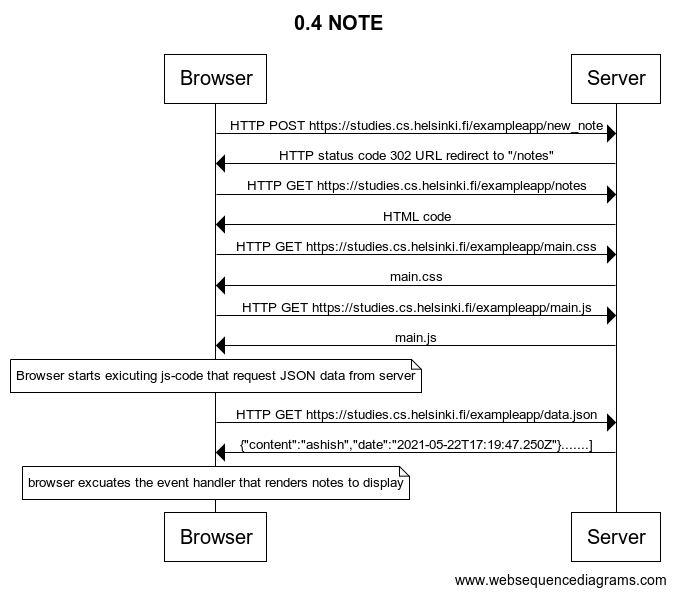 0.4 NOTE
Browser
Server
HTTP POST https://studies.cs.helsinki.fi/exampleapp/new_note
HTTP status code 302 URL redirect to "/notes"
HTTP GET https://studies.cs.helsinki.fi/exampleapp/notes
HTML code
HTTP GET https://studies.cs.helsinki.fi/exampleapp/main.css
main.css
HTTP GET https://studies.cs.helsinki.fi/exampleapp/main.js
main.js
Browser starts exicuting js-code that request JSON data from server
HTTP GET https://studies.cs.helsinki.fi/exampleapp/data.json
{"content":"ashish","date":"2021-05-22T17:19:47.250Z"}.......]
browser excuates the event handler that renders notes to display
Browser
Server
www.websequencediagrams.com